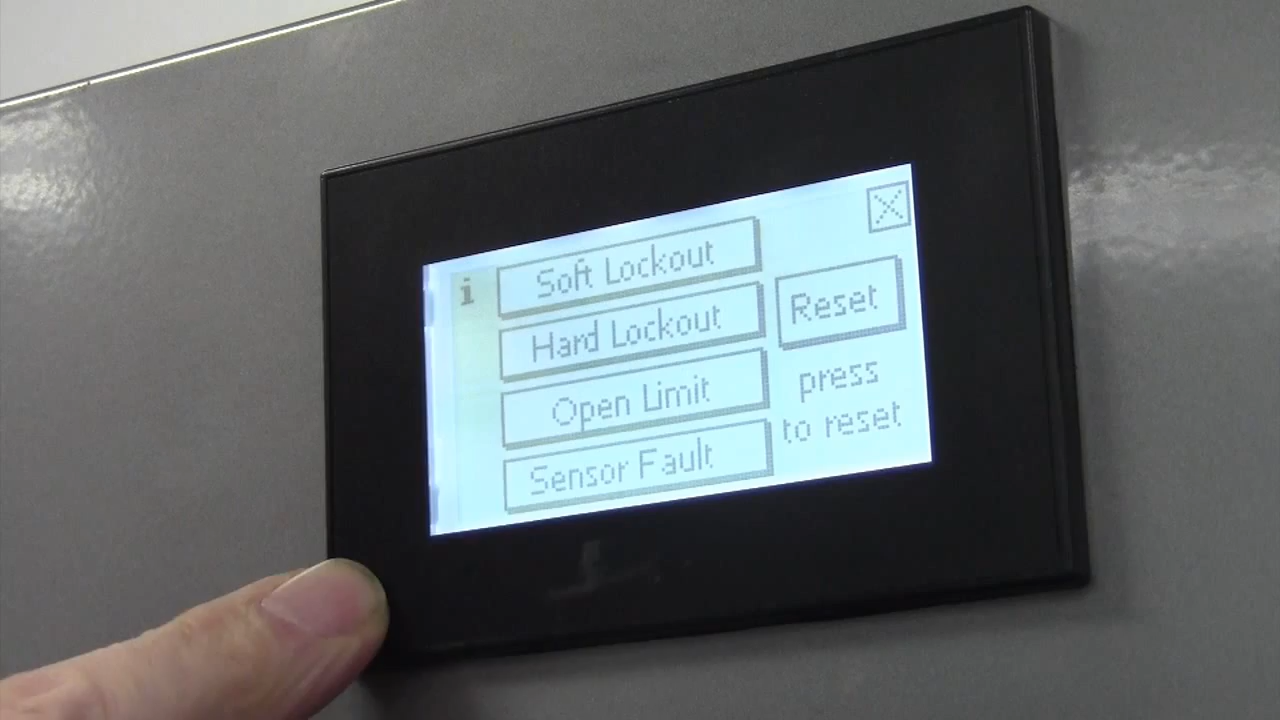 i
Soft Lockout
Hard Lockout
Open Limit
Sensor Fault
Reset
press
to reset